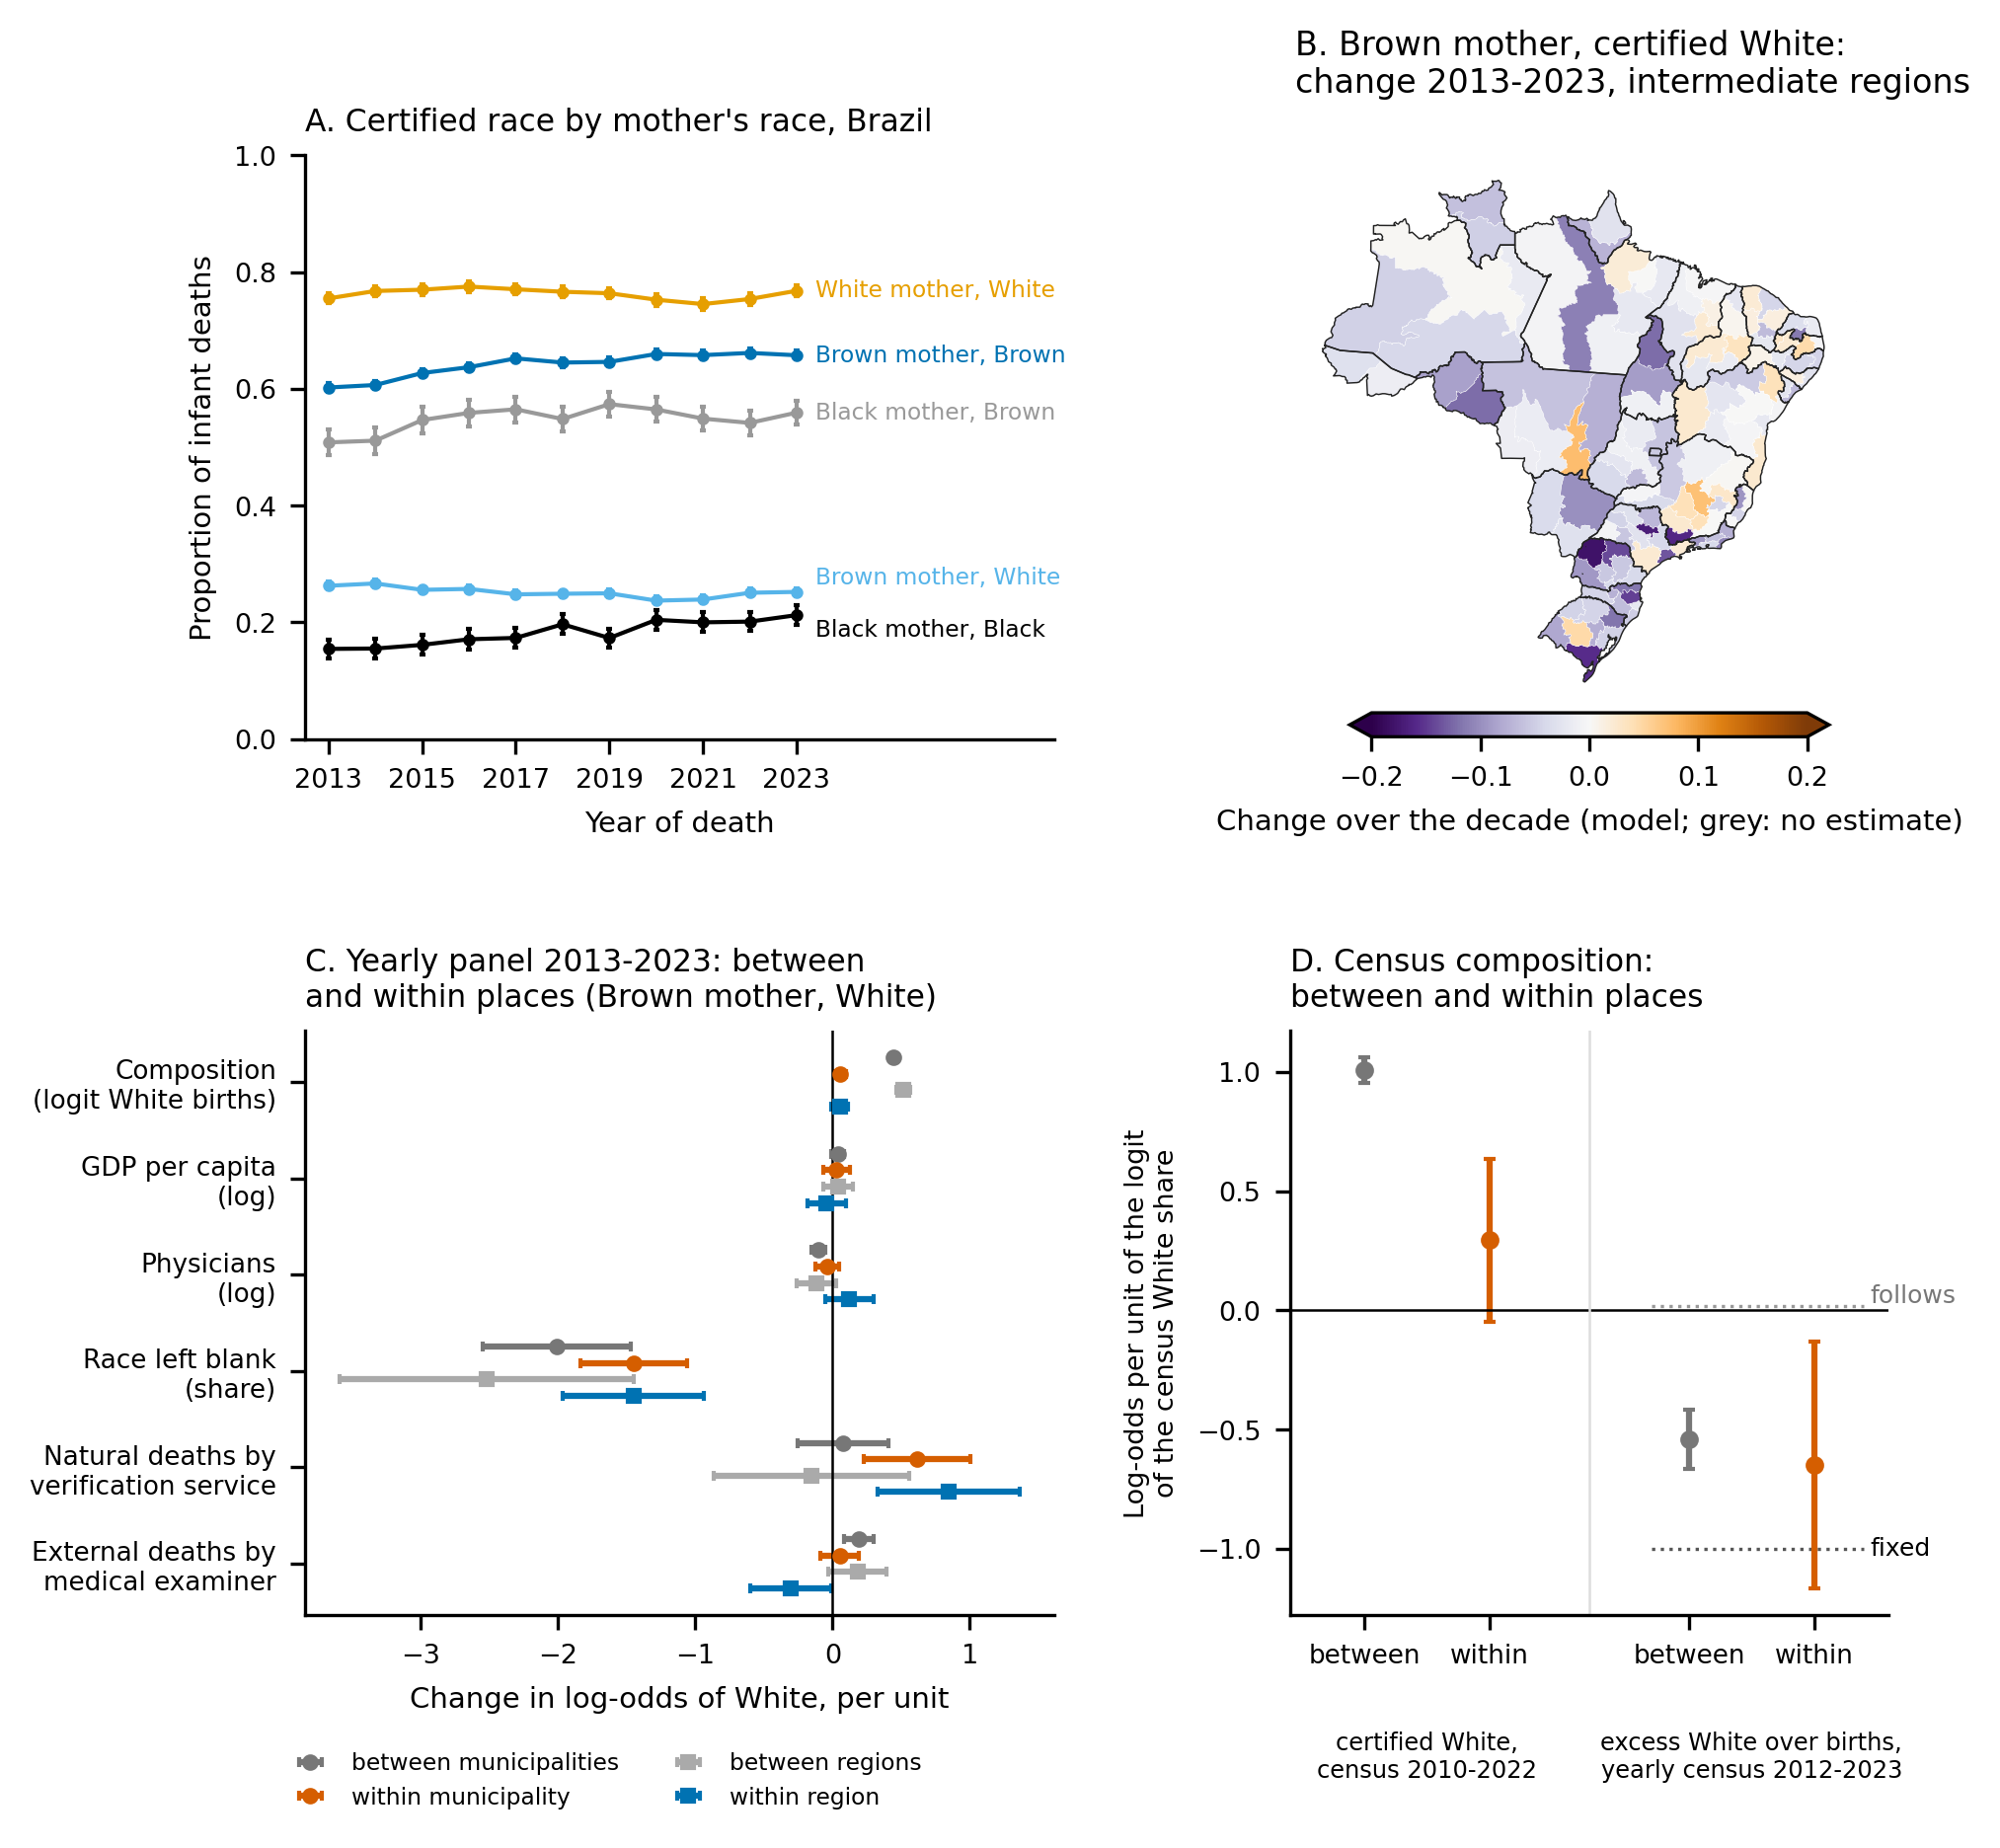 B. Brown mother, certified White:
change 2013-2023, intermediate regions
A. Certified race by mother's race, Brazil
Proportion of infant deaths
1.0
0.8
0.6
0.4
0.2
0.0
White mother, White
Brown mother, Brown
Black mother, Brown
Brown mother, White
Black mother, Black
2013
2015
2017
2019
2021
2023
Year of death
−0.2
−0.1
0.0
0.1
0.2
Change over the decade (model; grey: no estimate)
C. Yearly panel 2013-2023: between
and within places (Brown mother, White)
Composition
(logit White births)
GDP per capita
(log)
Physicians
(log)
Race left blank
(share)
Natural deaths by
verification service
External deaths by
medical examiner
−3
−2
−1
0
1
Change in log-odds of White, per unit
between municipalities
within municipality
between regions
within region
D. Census composition:
between and within places
Log-odds per unit of the logit
of the census White share
1.0
0.5
0.0
−0.5
−1.0
follows
fixed
between
within
between
within
certified White,
census 2010-2022
excess White over births,
yearly census 2012-2023